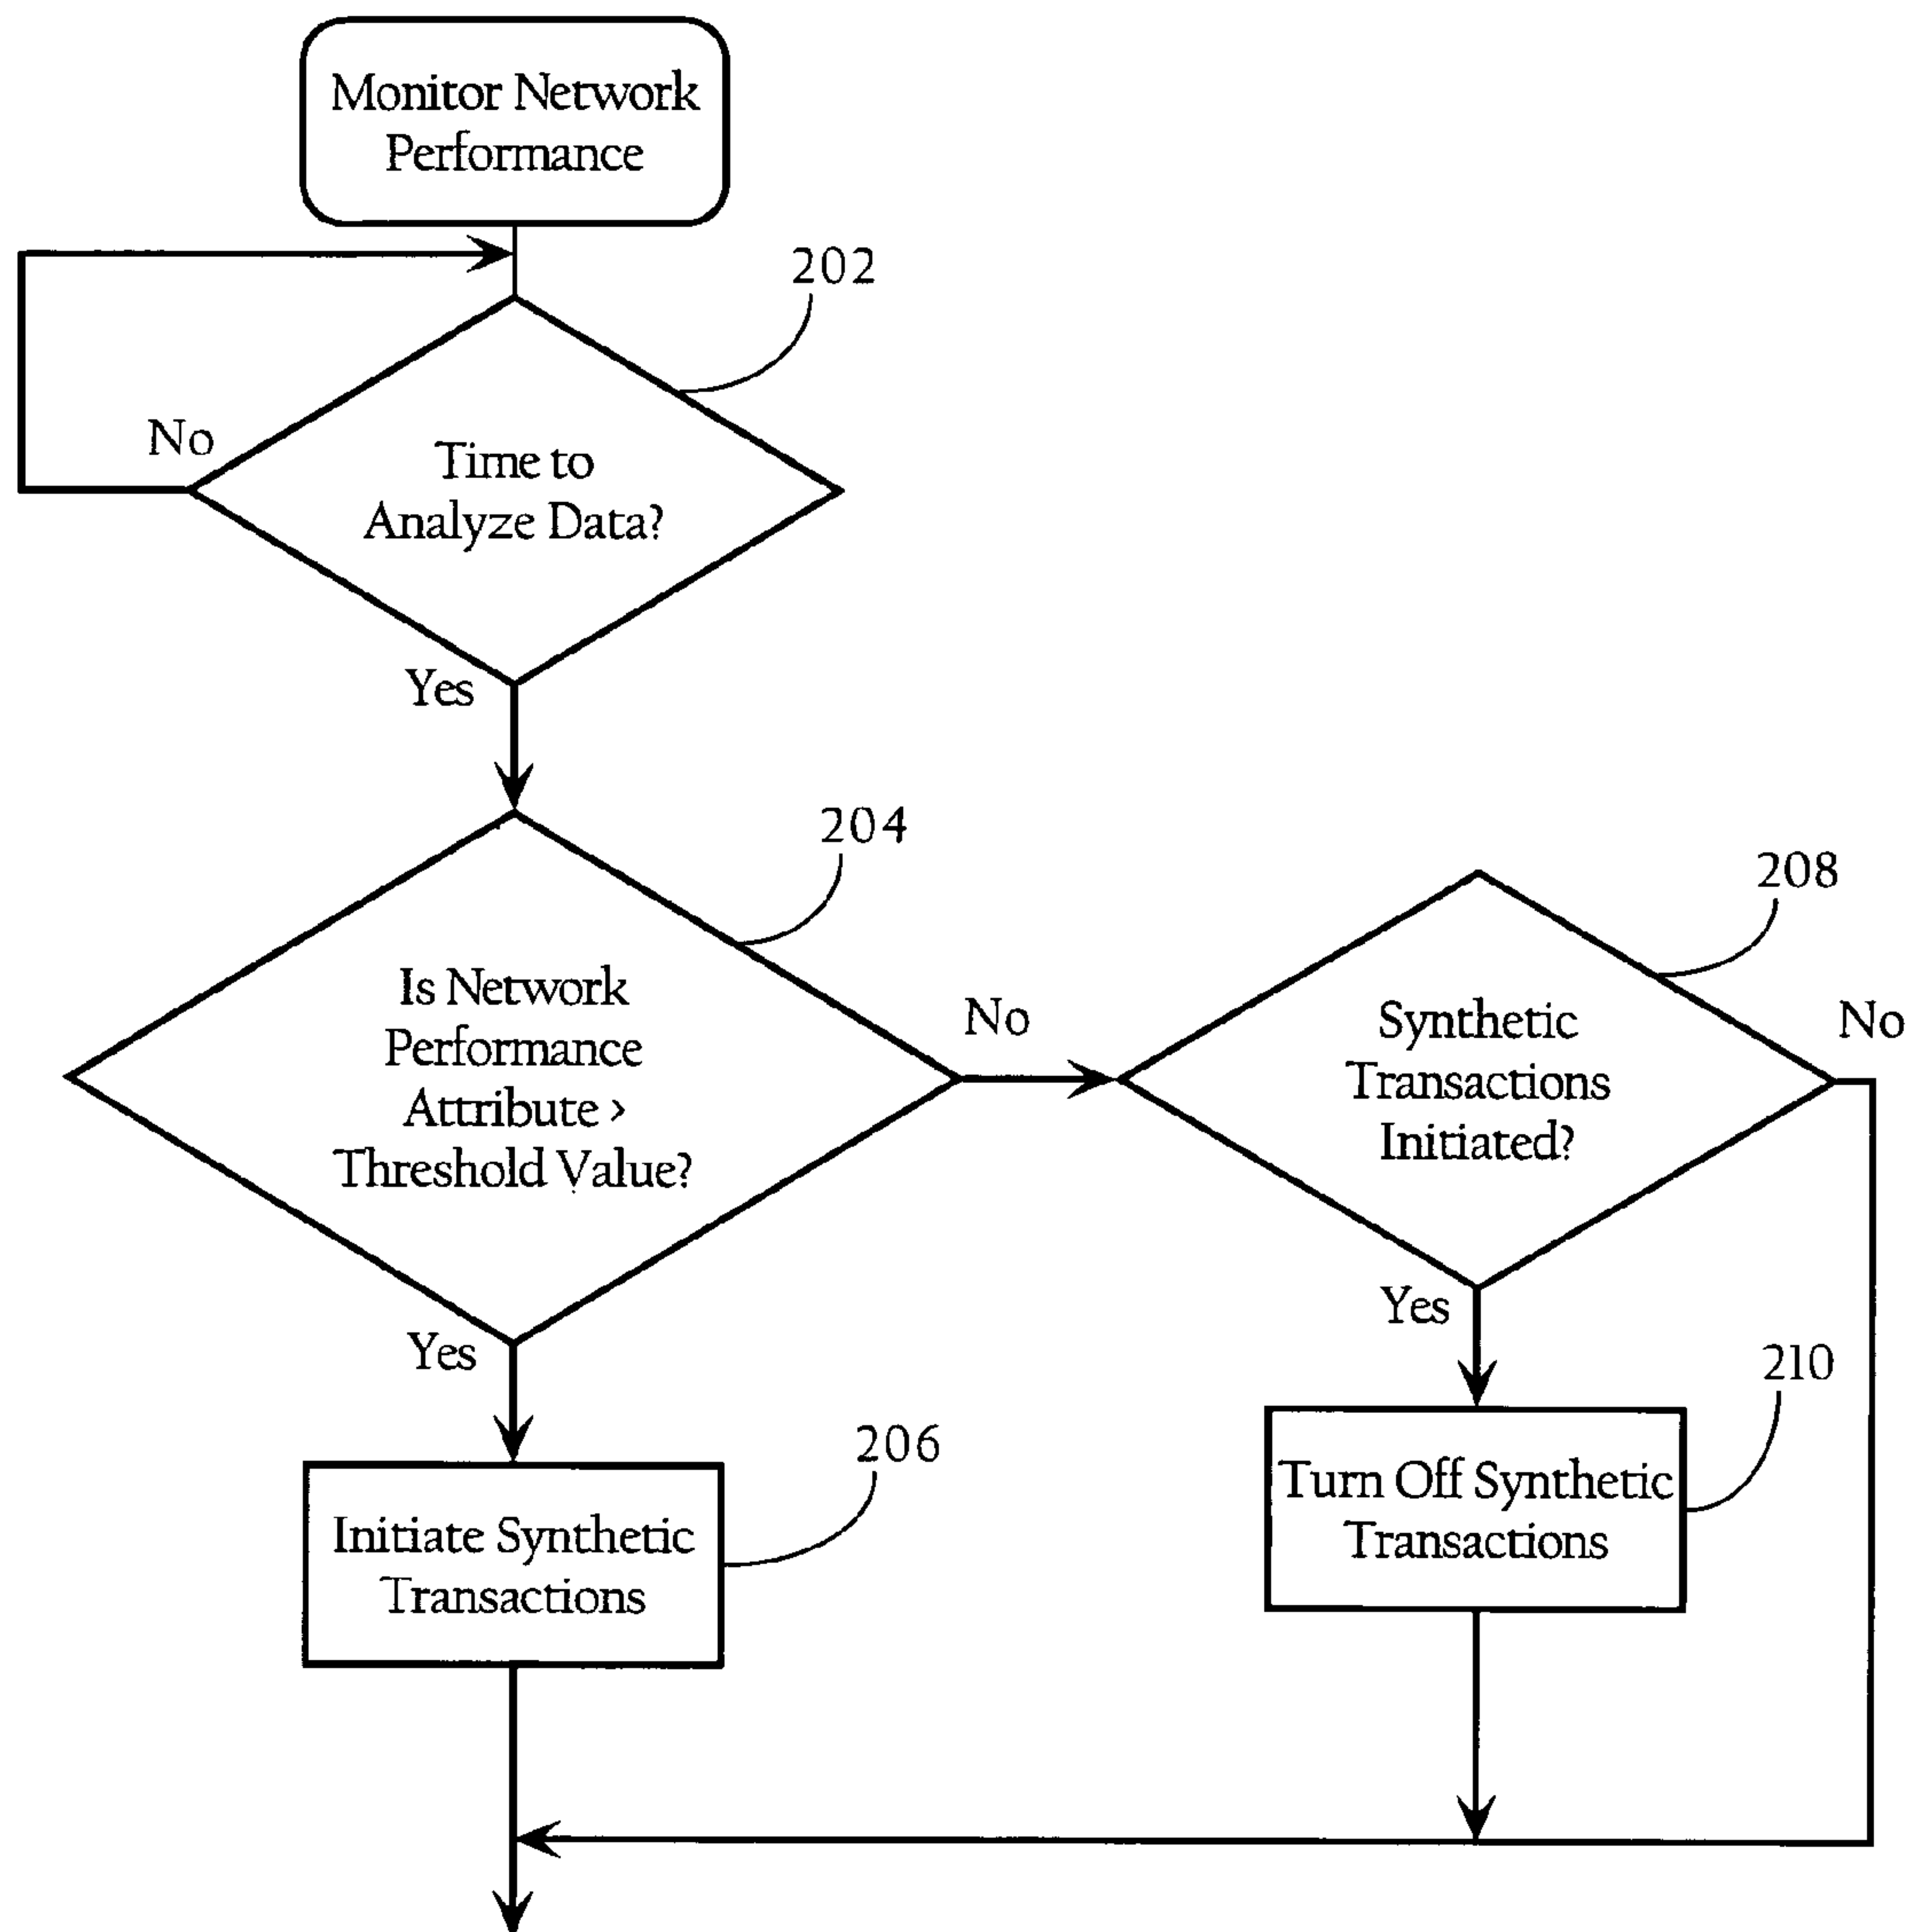 Monitor Network
Performance
202
No
Time to
Analyze Data?
Yes
204
Is Network
Performance
Attribute >
Threshold Value?
No
208
Synthetic
Transactions
Initiated?
No
Yes
Yes
206
Initiate Synthetic
Transactions
210
Turn Off Synthetic
Transactions